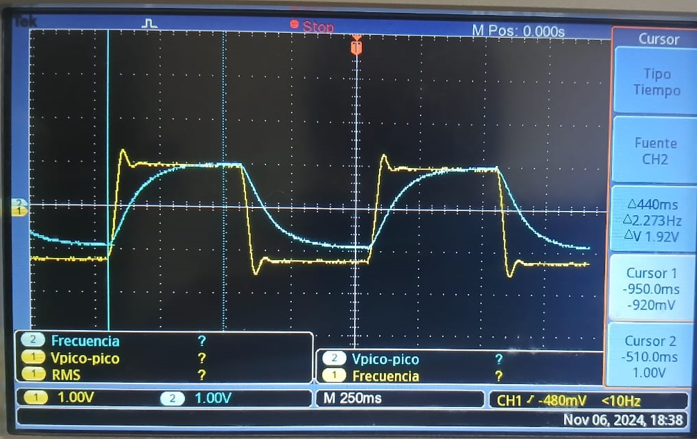 Tek
Stop
M Pos: 0.000s
Cursor
Tipo
Tiempo
Fuente
CH2
Δ440ms
Δ2.273Hz
ΔV 1.92V
Cursor 1
-950.0ms
-920mV
Cursor 2
-510.0ms
1.00V
T
2
1
2 Frecuencia ?
1 Vpico-pico ?
1 RMS ?
2 Vpico-pico ?
1 Frecuencia ?
1 1.00V 2 1.00V M 250ms CH1 -480mV <10Hz
Nov 06, 2024, 18:38